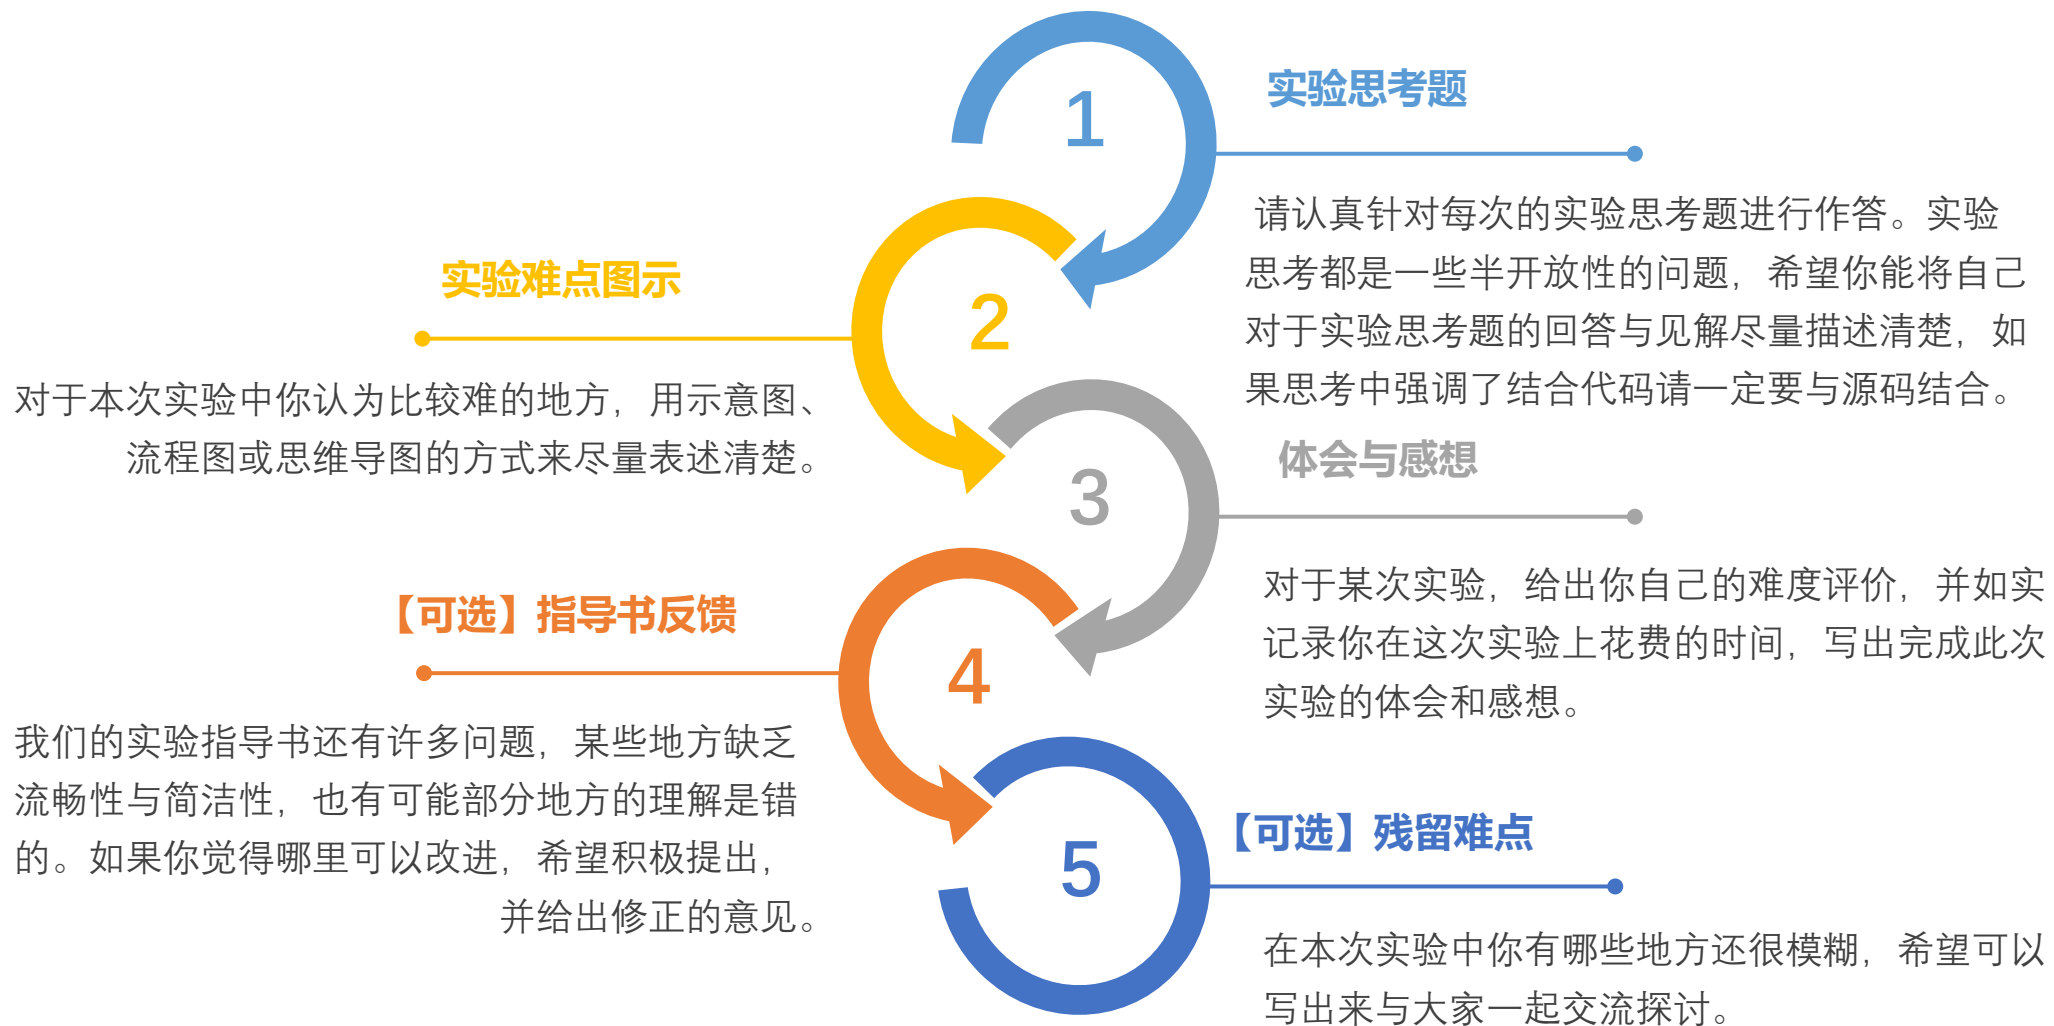 1
实验思考题
请认真针对每次的实验思考题进行作答。实验
思考都是一些半开放性的问题，希望你能将自己
对于实验思考题的回答与见解尽量描述清楚，如
果思考中强调了结合代码请一定要与源码结合。
2
实验难点图示
对于本次实验中你认为比较难的地方，用示意图、
流程图或思维导图的方式来尽量表述清楚。
3
体会与感想
对于某次实验，给出你自己的难度评价，并如实
记录你在这次实验上花费的时间，写出完成此次
实验的体会和感想。
4
【可选】指导书反馈
我们的实验指导书还有许多问题，某些地方缺乏
流畅性与简洁性，也有可能部分地方的理解是错
的。如果你觉得哪里可以改进，希望积极提出，
并给出修正的意见。
5
【可选】残留难点
在本次实验中你有哪些地方还很模糊，希望可以
写出来与大家一起交流探讨。